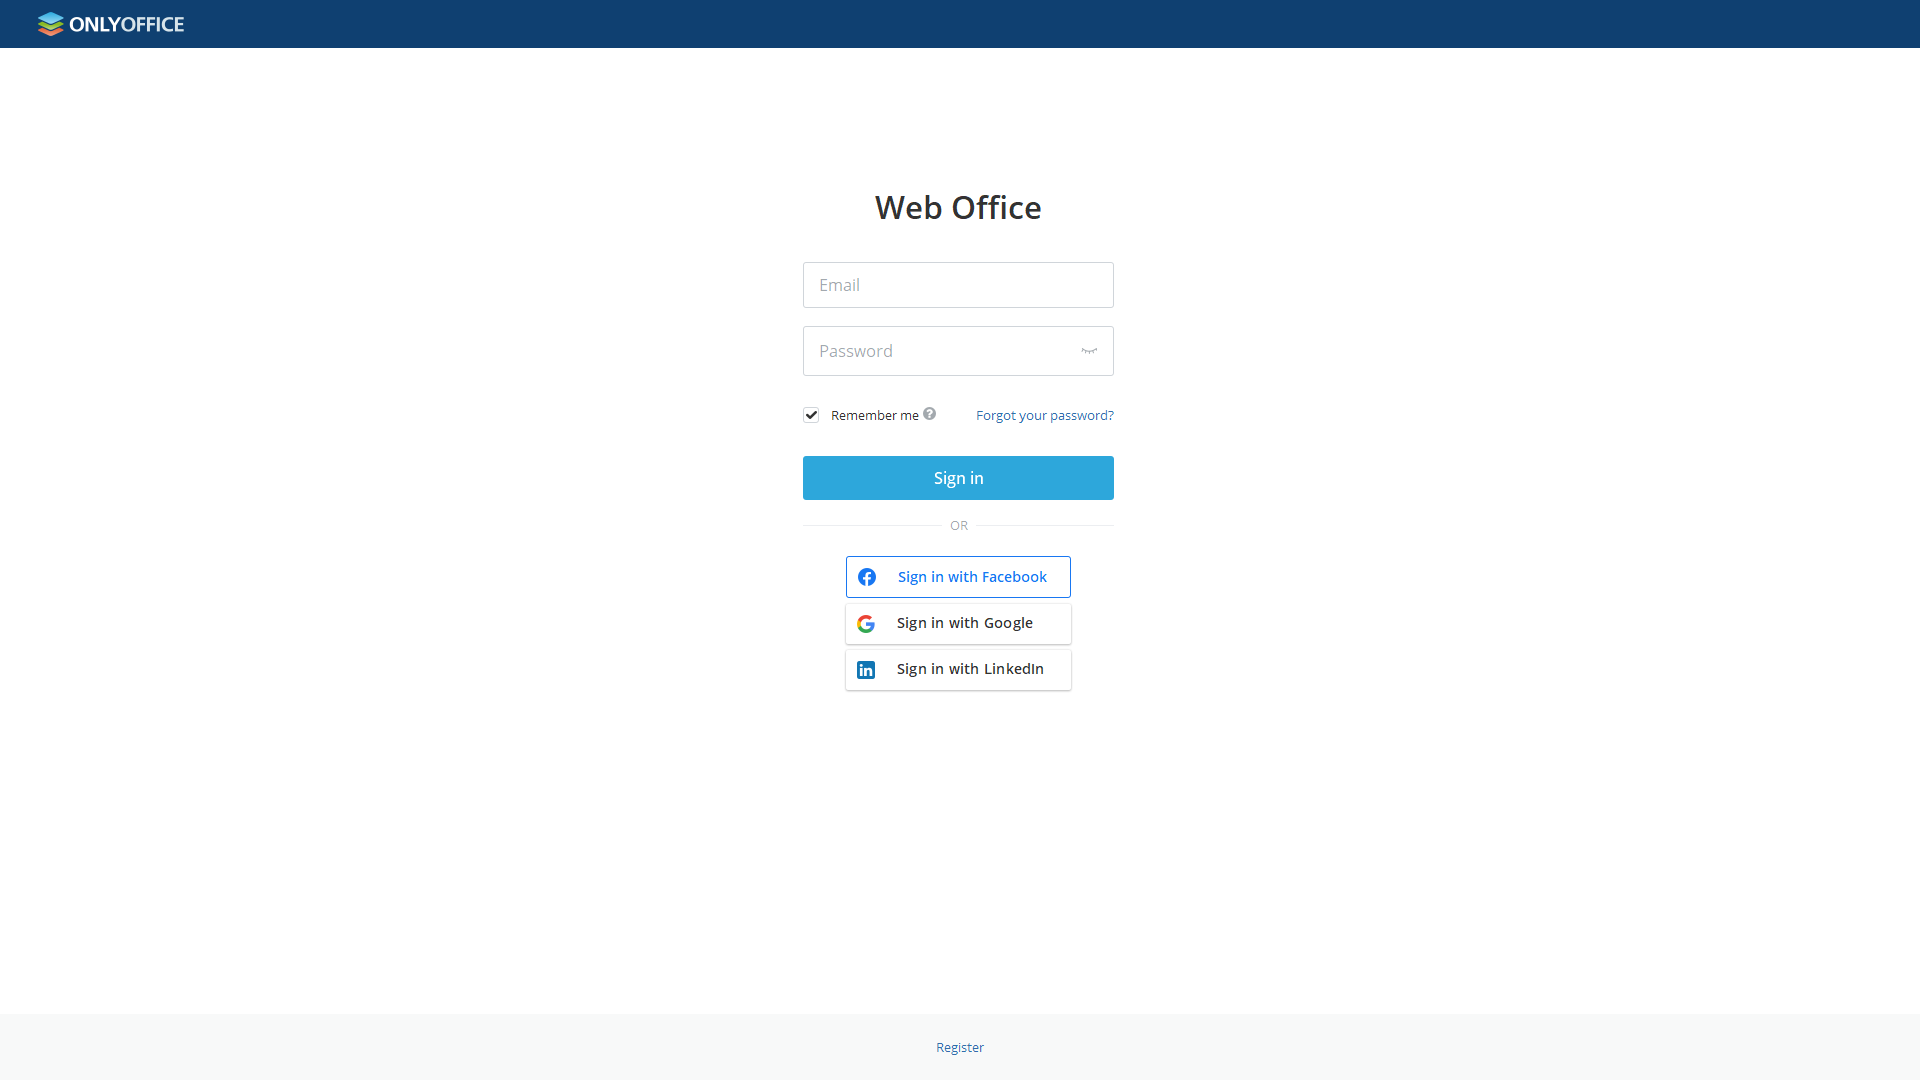 ONLYOFFICE
Web Office
Email
Password
Remember me ?
Forgot your password?
Sign in
OR
Sign in with Facebook
Sign in with Google
Sign in with LinkedIn
Register